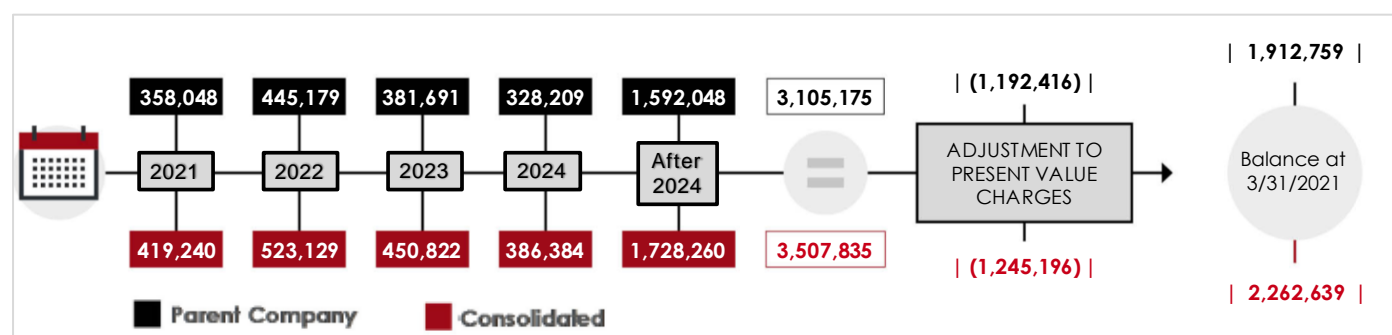 | 1,912,759 |
358,048 445,179 381,691 328,209 1,592,048 3,105,175 | (1,192,416) |
2021 2022 2023 2024 After
2024
ADJUSTMENT TO
PRESENT VALUE
CHARGES
Balance at
3/31/2021
419,240 523,129 450,822 386,384 1,728,260 3,507,835 | (1,245,196) |
| 2,262,639 |
Parent Company Consolidated